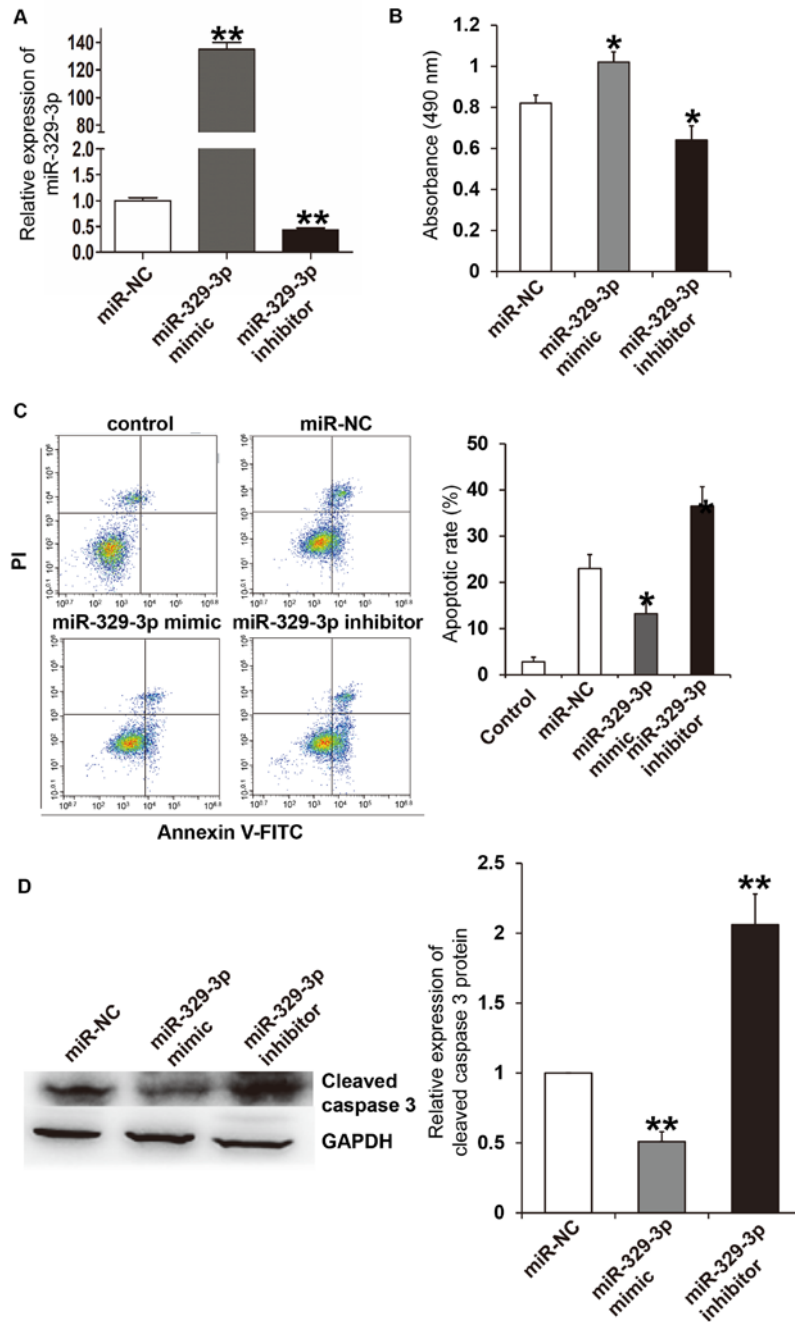 A
Relative expression of
miR-329-3p
140
120
100
80
2.0
1.5
1.0
0.5
0.0
**
**
miR-NC
miR-329-3p
mimic
miR-329-3p
inhibitor
B
Absorbance (490 nm)
1.2
1
0.8
0.6
0.4
0.2
0
*
*
miR-NC
miR-329-3p
mimic
miR-329-3p
inhibitor
C
control
miR-NC
miR-329-3p mimic
miR-329-3p inhibitor
PI
Annexin V-FITC
Apoptotic rate (%)
50
40
30
20
10
0
*
*
Control
miR-NC
miR-329-3p
mimic
miR-329-3p
inhibitor
D
miR-NC
miR-329-3p
mimic
miR-329-3p
inhibitor
Cleaved
caspase 3
GAPDH
Relative expression of
cleaved caspase 3 protein
2.5
2
1.5
1
0.5
0
**
**
miR-NC
miR-329-3p
mimic
miR-329-3p
inhibitor